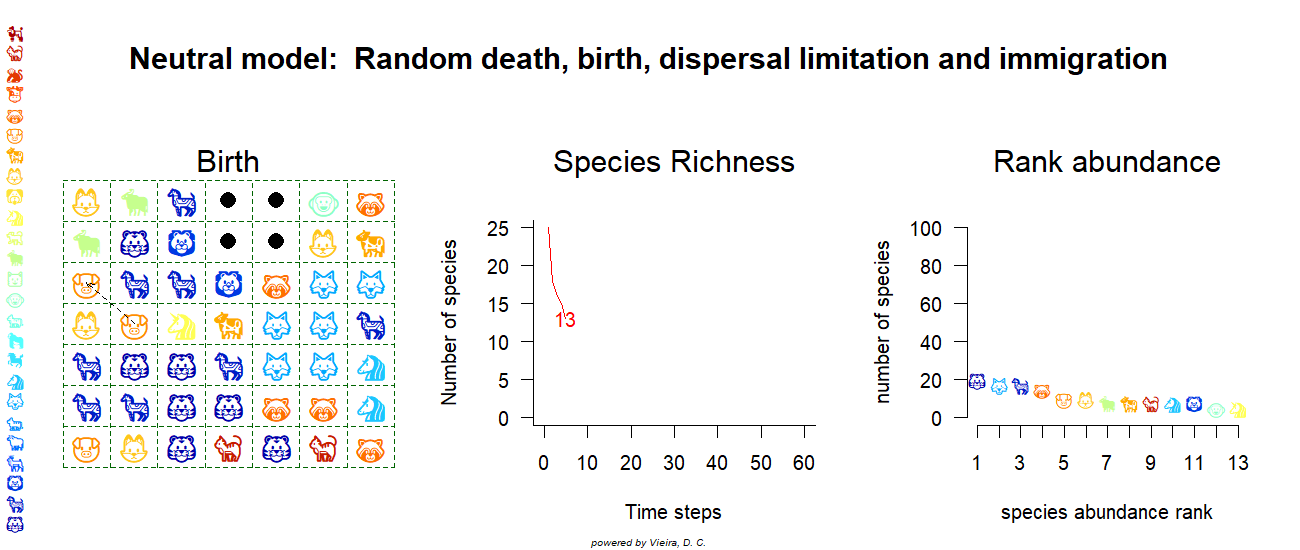 Neutral model:  Random death, birth, dispersal limitation and immigration
Birth
Species Richness
Number of species
25
20
15
10
5
0
13
0 10 20 30 40 50 60
Time steps
Rank abundance
number of species
100
80
60
40
20
0
1 3 5 7 9 11 13
species abundance rank
powered by Vieira, D. C.